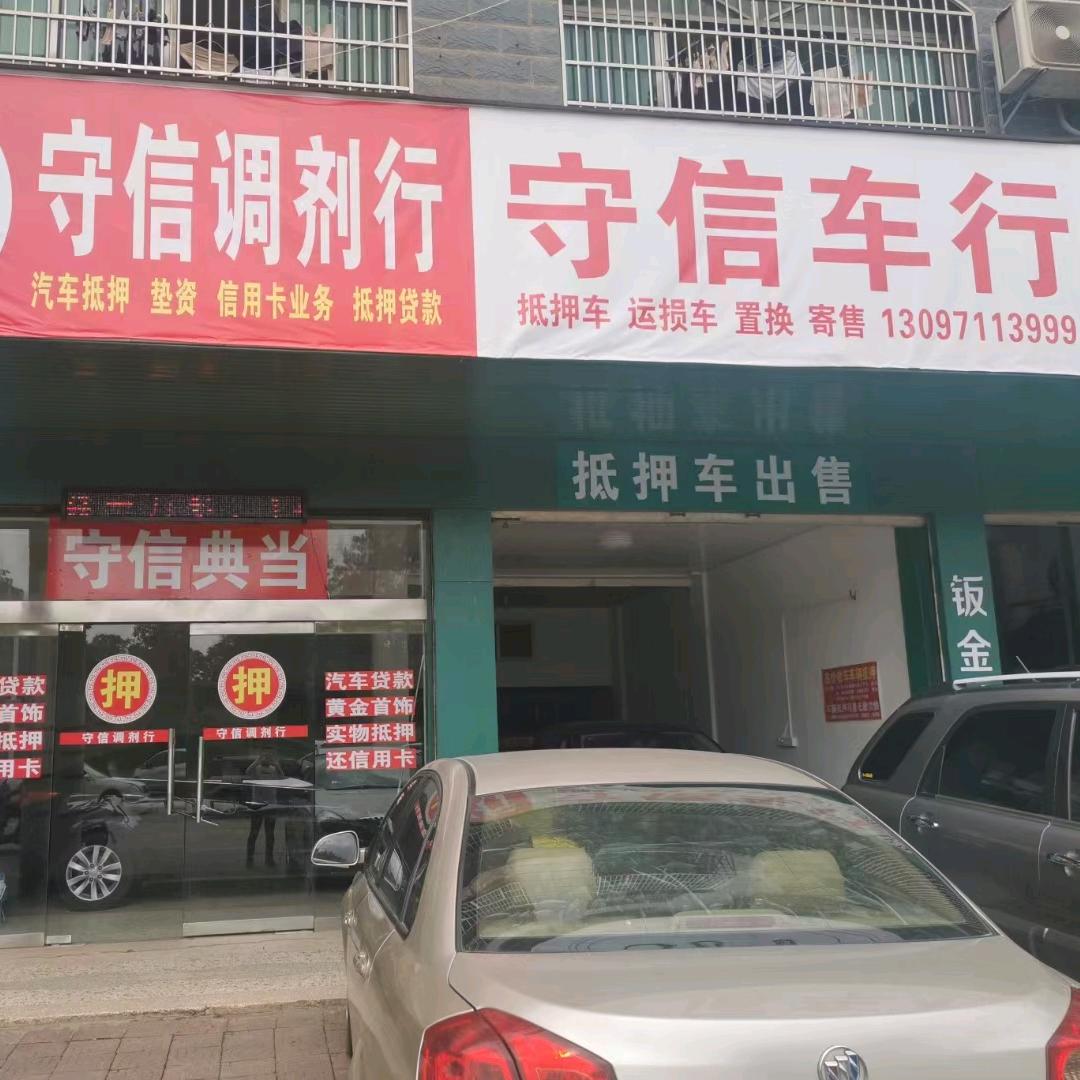 守信调剂行
汽车抵押 垫资 信用卡业务 抵押贷款
守信车行
抵押车 运损车 置换 寄售 13097113999
抵押车出售
守信典当
钣金
押
守信调剂行
押
守信调剂行
贷款
首饰
抵押
用卡
汽车贷款
黄金首饰
实物抵押
还信用卡